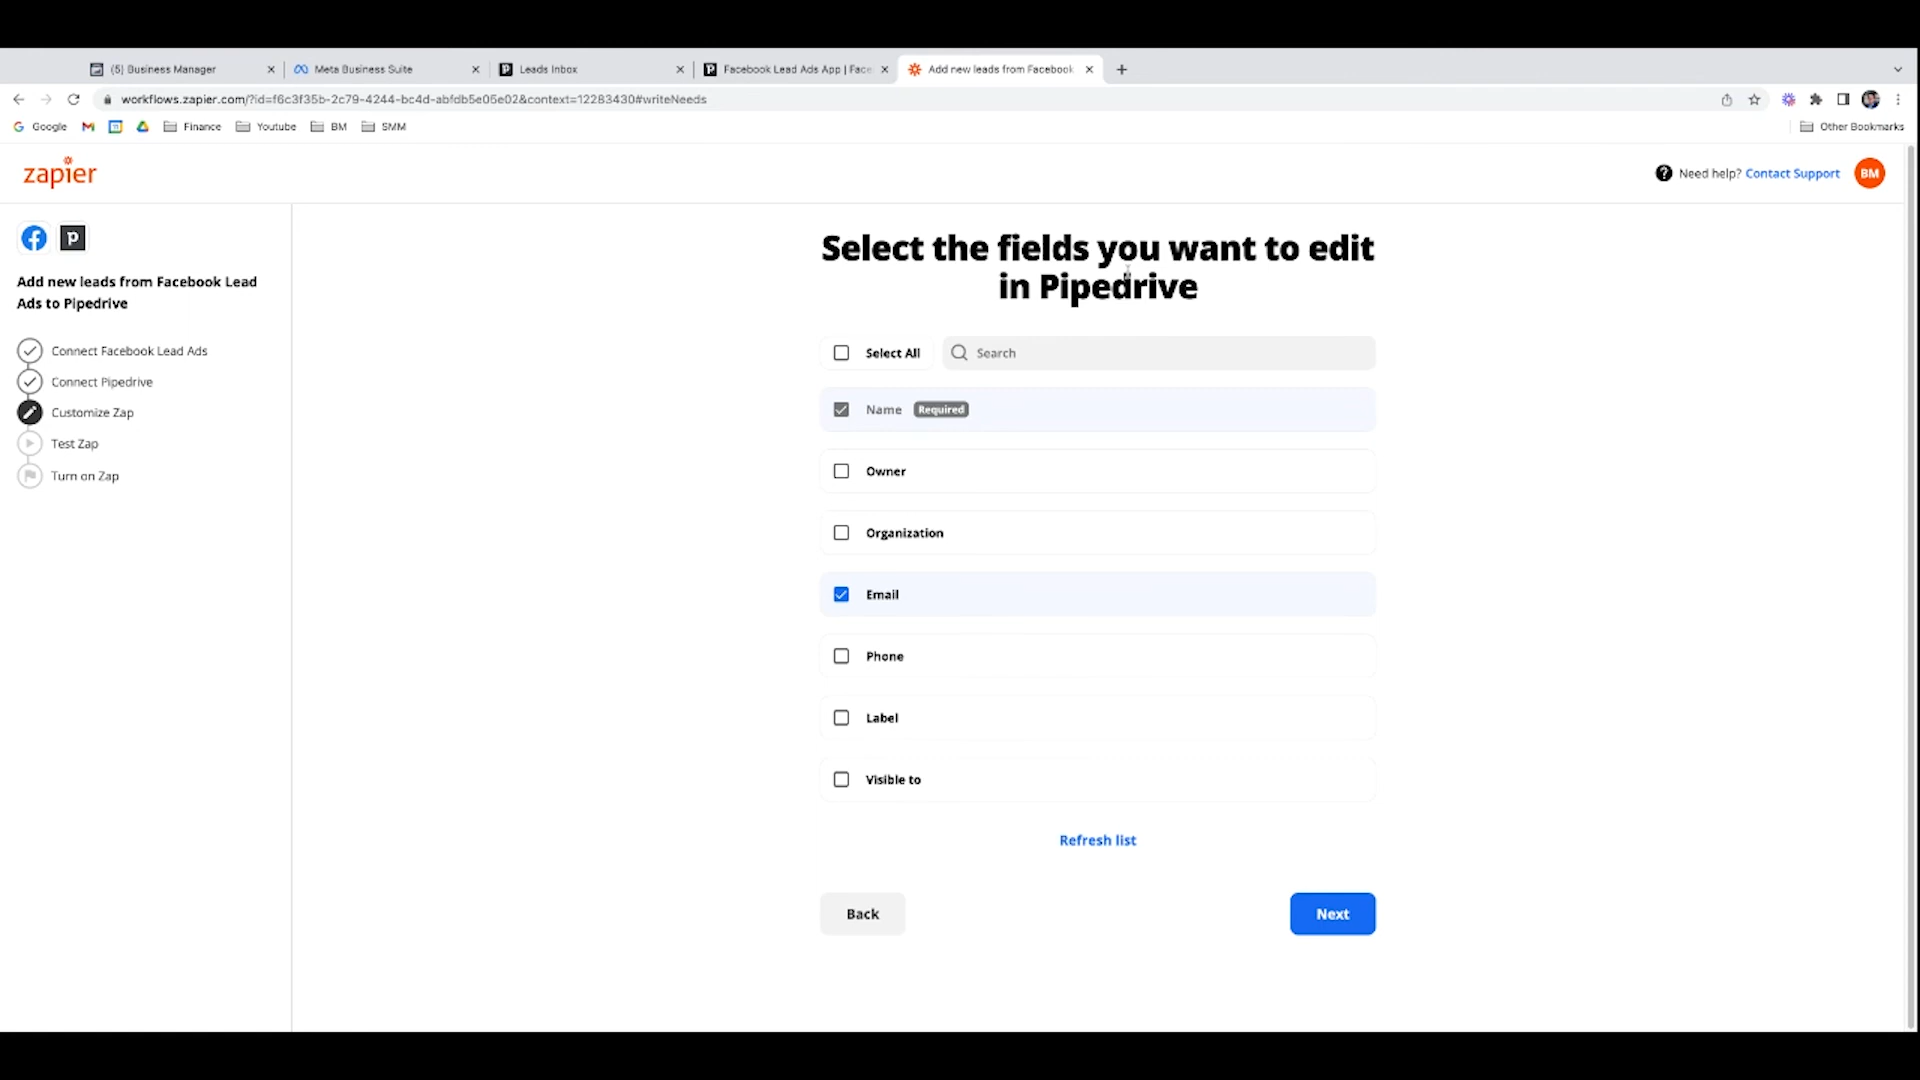 (5) Business Manager
Meta Business Suite
Leads Inbox
Facebook Lead Ads App | Face
Add new leads from Facebook
workflows.zapier.com/?id=f6c3f35b-2c79-4244-bc4d-abfdb5e05e02&context=12283430#writeNeeds
Google
Finance
Youtube
BM
SMM
Other Bookmarks
zapier
Need help? Contact Support
BM
Add new leads from Facebook Lead
Ads to Pipedrive
Connect Facebook Lead Ads
Connect Pipedrive
Customize Zap
Test Zap
Turn on Zap
Select the fields you want to edit
in Pipedrive
Select All
Search
Name Required
Owner
Organization
Email
Phone
Label
Visible to
Refresh list
Back
Next